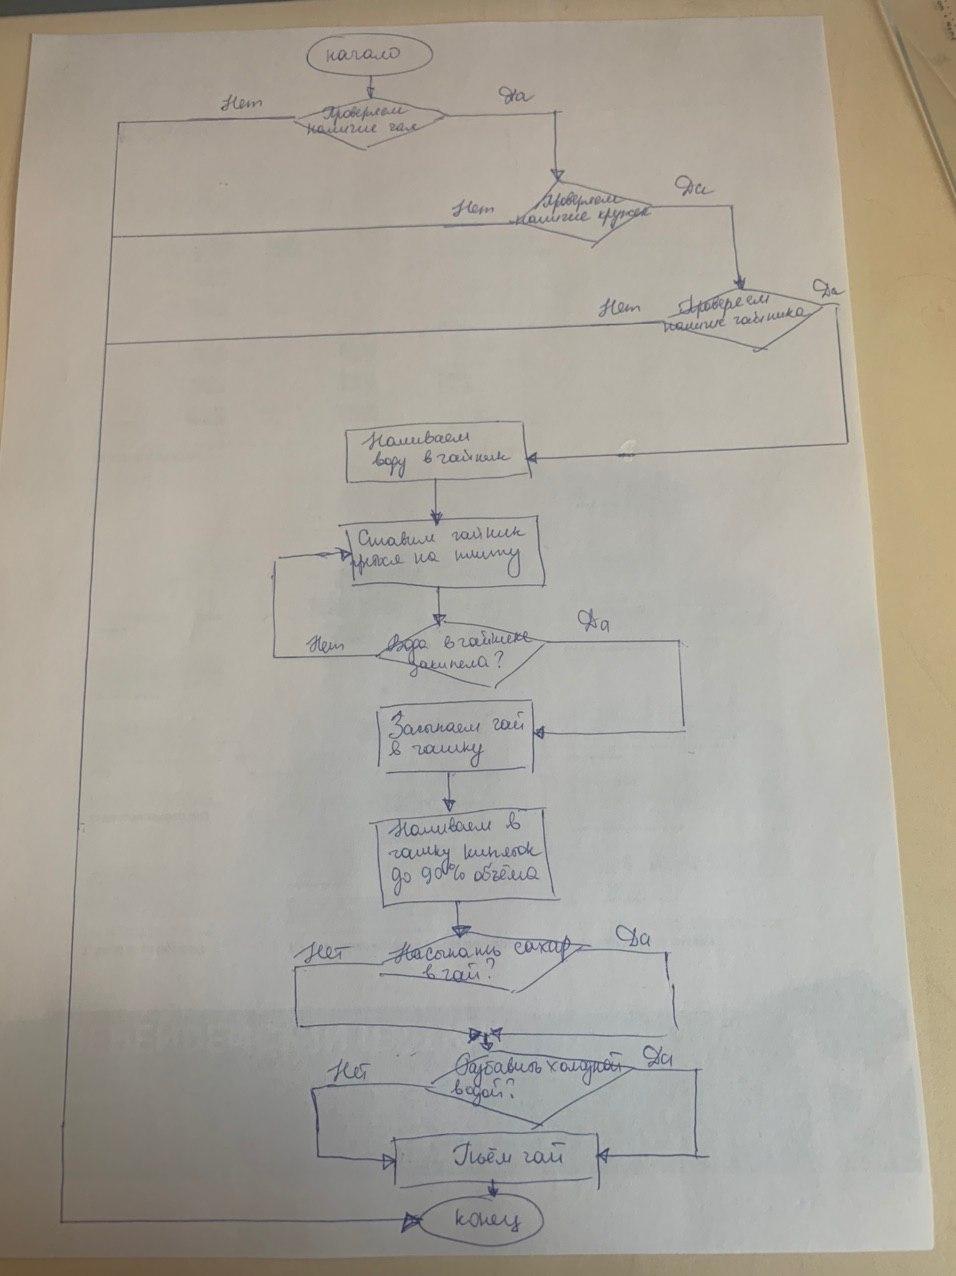 начало
Нет
Да
Проверяем
наличие чая
Нет
Да
Проверяем
наличие кружек
Нет
Да
Проверяем
наличие чайника
Наливаем
воду в чайник
Ставим чайник
на плиту
Нет
Да
Вода в чайнике
закипела?
Засыпаем чай
в чашку
Наливаем в
чашку кипяток
до 90% объёма
Нет
Да
Насыпать сахар
в чай?
Нет
Да
Разбавить холодной
водой?
Пьём чай
конец